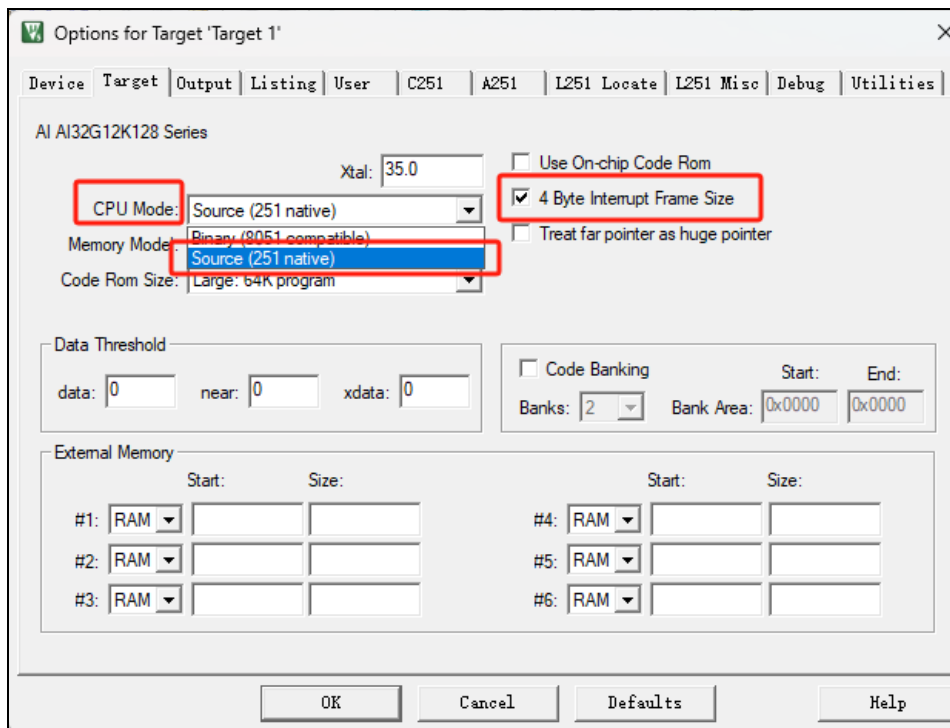 Options for Target 'Target 1'
Device Target Output Listing User C251 A251 L251 Locate L251 Misc Debug Utilities
AI AI32G12K128 Series
Xtal: 35.0
Use On-chip Code Rom
CPU Mode: Source (251 native)
4 Byte Interrupt Frame Size
Memory Model: Binary (8051 compatible)
Treat far pointer as huge pointer
Source (251 native)
Code Rom Size: Large: 64K program
Data Threshold
data: 0 near: 0 xdata: 0
Code Banking Start: End:
Banks: 2 Bank Area: 0x0000 0x0000
External Memory
Start: Size: Start: Size:
#1: RAM #4: RAM
#2: RAM #5: RAM
#3: RAM #6: RAM
OK Cancel Defaults Help